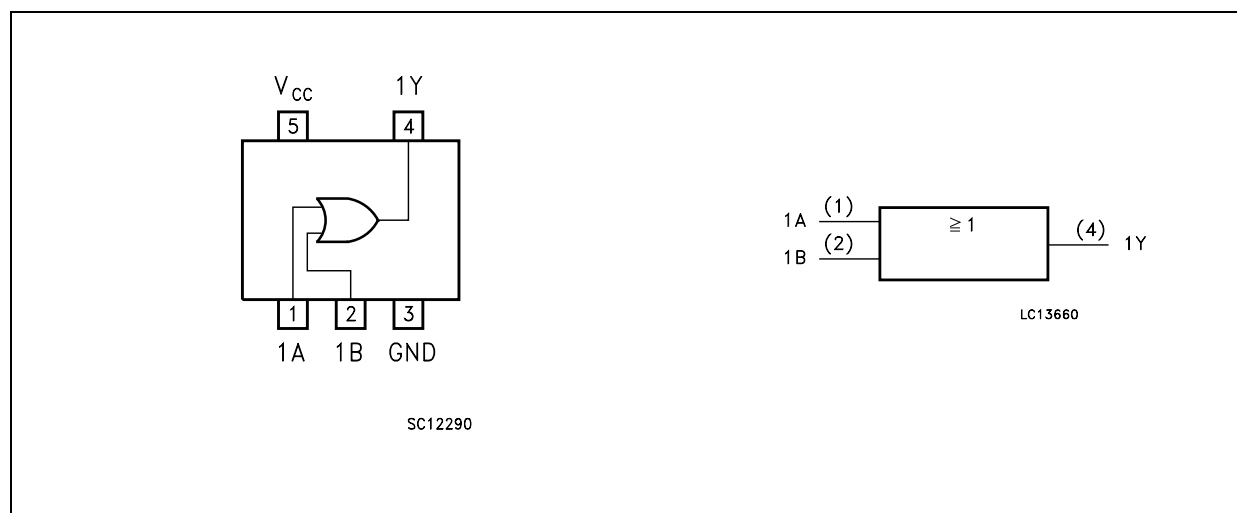 VCC 1Y
5 4
1 2 3
1A 1B GND
SC12290
1A (1) ≧ 1
1B (2) (4) 1Y
LC13660